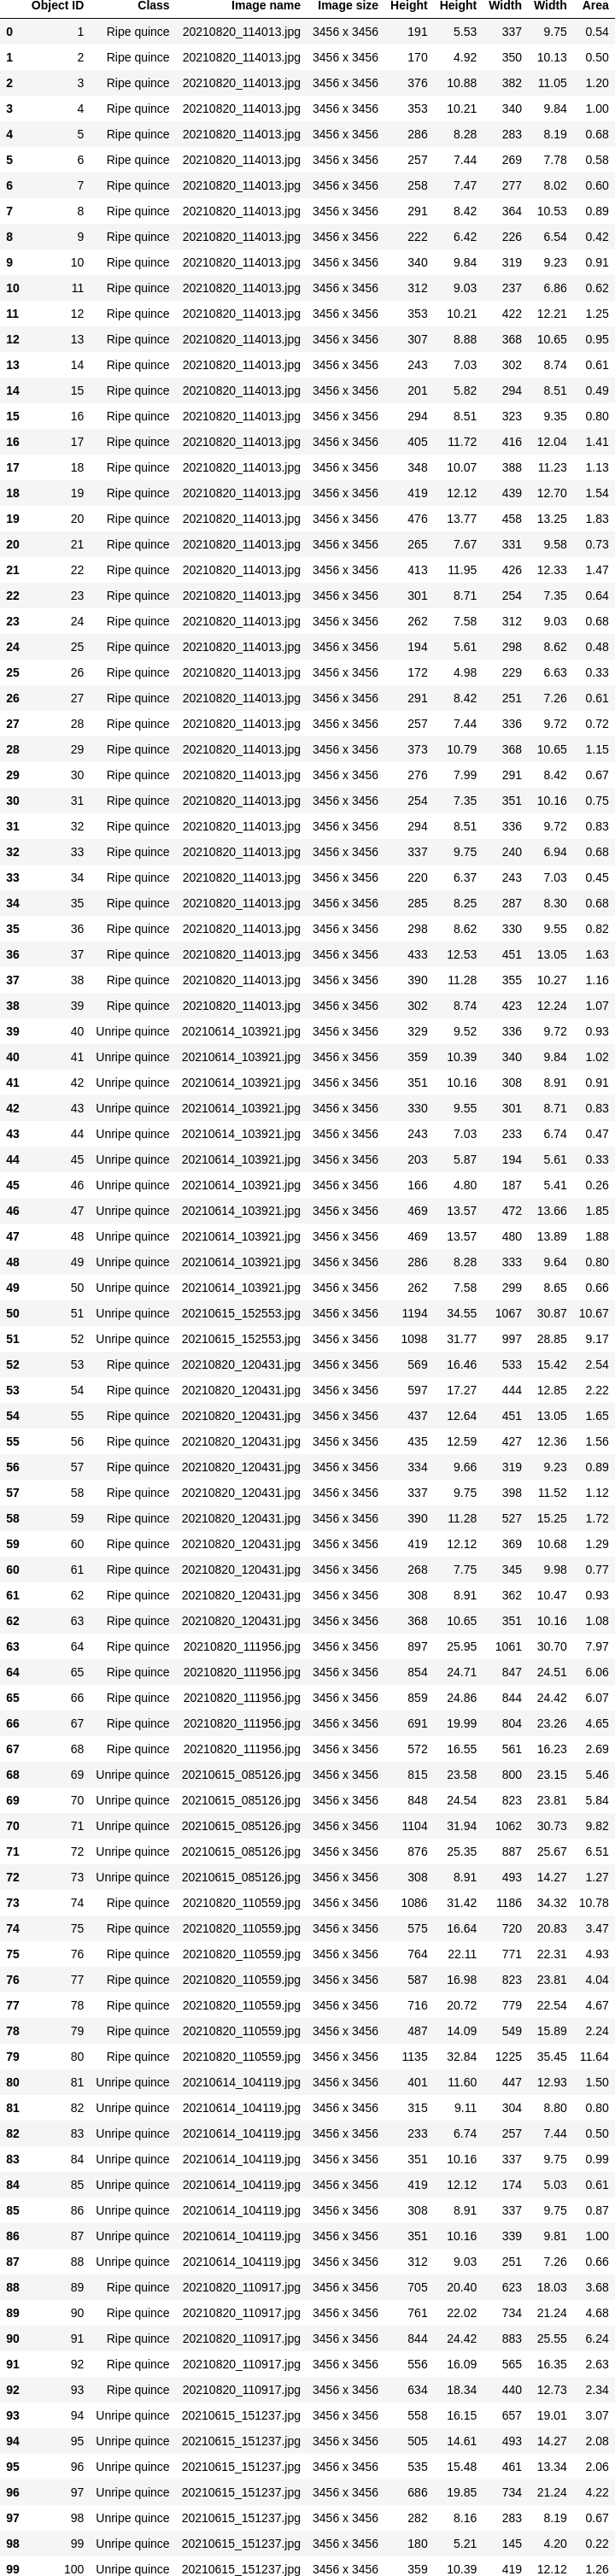 Object ID Class Image name Image size Height Height Width Width Area
0 1 Ripe quince 20210820_114013.jpg 3456 x 3456 191 5.53 337 9.75 0.54
1 2 Ripe quince 20210820_114013.jpg 3456 x 3456 170 4.92 350 10.13 0.50
2 3 Ripe quince 20210820_114013.jpg 3456 x 3456 376 10.88 382 11.05 1.20
3 4 Ripe quince 20210820_114013.jpg 3456 x 3456 353 10.21 340 9.84 1.00
4 5 Ripe quince 20210820_114013.jpg 3456 x 3456 286 8.28 283 8.19 0.68
5 6 Ripe quince 20210820_114013.jpg 3456 x 3456 257 7.44 269 7.78 0.58
6 7 Ripe quince 20210820_114013.jpg 3456 x 3456 258 7.47 277 8.02 0.60
7 8 Ripe quince 20210820_114013.jpg 3456 x 3456 291 8.42 364 10.53 0.89
8 9 Ripe quince 20210820_114013.jpg 3456 x 3456 222 6.42 226 6.54 0.42
9 10 Ripe quince 20210820_114013.jpg 3456 x 3456 340 9.84 319 9.23 0.91
10 11 Ripe quince 20210820_114013.jpg 3456 x 3456 312 9.03 237 6.86 0.62
11 12 Ripe quince 20210820_114013.jpg 3456 x 3456 353 10.21 422 12.21 1.25
12 13 Ripe quince 20210820_114013.jpg 3456 x 3456 307 8.88 368 10.65 0.95
13 14 Ripe quince 20210820_114013.jpg 3456 x 3456 243 7.03 302 8.74 0.61
14 15 Ripe quince 20210820_114013.jpg 3456 x 3456 201 5.82 294 8.51 0.49
15 16 Ripe quince 20210820_114013.jpg 3456 x 3456 294 8.51 323 9.35 0.80
16 17 Ripe quince 20210820_114013.jpg 3456 x 3456 405 11.72 416 12.04 1.41
17 18 Ripe quince 20210820_114013.jpg 3456 x 3456 348 10.07 388 11.23 1.13
18 19 Ripe quince 20210820_114013.jpg 3456 x 3456 419 12.12 439 12.70 1.54
19 20 Ripe quince 20210820_114013.jpg 3456 x 3456 476 13.77 458 13.25 1.83
20 21 Ripe quince 20210820_114013.jpg 3456 x 3456 265 7.67 331 9.58 0.73
21 22 Ripe quince 20210820_114013.jpg 3456 x 3456 413 11.95 426 12.33 1.47
22 23 Ripe quince 20210820_114013.jpg 3456 x 3456 301 8.71 254 7.35 0.64
23 24 Ripe quince 20210820_114013.jpg 3456 x 3456 262 7.58 312 9.03 0.68
24 25 Ripe quince 20210820_114013.jpg 3456 x 3456 194 5.61 298 8.62 0.48
25 26 Ripe quince 20210820_114013.jpg 3456 x 3456 172 4.98 229 6.63 0.33
26 27 Ripe quince 20210820_114013.jpg 3456 x 3456 291 8.42 251 7.26 0.61
27 28 Ripe quince 20210820_114013.jpg 3456 x 3456 257 7.44 336 9.72 0.72
28 29 Ripe quince 20210820_114013.jpg 3456 x 3456 373 10.79 368 10.65 1.15
29 30 Ripe quince 20210820_114013.jpg 3456 x 3456 276 7.99 291 8.42 0.67
30 31 Ripe quince 20210820_114013.jpg 3456 x 3456 254 7.35 351 10.16 0.75
31 32 Ripe quince 20210820_114013.jpg 3456 x 3456 294 8.51 336 9.72 0.83
32 33 Ripe quince 20210820_114013.jpg 3456 x 3456 337 9.75 240 6.94 0.68
33 34 Ripe quince 20210820_114013.jpg 3456 x 3456 220 6.37 243 7.03 0.45
34 35 Ripe quince 20210820_114013.jpg 3456 x 3456 285 8.25 287 8.30 0.68
35 36 Ripe quince 20210820_114013.jpg 3456 x 3456 298 8.62 330 9.55 0.82
36 37 Ripe quince 20210820_114013.jpg 3456 x 3456 433 12.53 451 13.05 1.63
37 38 Ripe quince 20210820_114013.jpg 3456 x 3456 390 11.28 355 10.27 1.16
38 39 Ripe quince 20210820_114013.jpg 3456 x 3456 302 8.74 423 12.24 1.07
39 40 Unripe quince 20210614_103921.jpg 3456 x 3456 329 9.52 336 9.72 0.93
40 41 Unripe quince 20210614_103921.jpg 3456 x 3456 359 10.39 340 9.84 1.02
41 42 Unripe quince 20210614_103921.jpg 3456 x 3456 351 10.16 308 8.91 0.91
42 43 Unripe quince 20210614_103921.jpg 3456 x 3456 330 9.55 301 8.71 0.83
43 44 Unripe quince 20210614_103921.jpg 3456 x 3456 243 7.03 233 6.74 0.47
44 45 Unripe quince 20210614_103921.jpg 3456 x 3456 203 5.87 194 5.61 0.33
45 46 Unripe quince 20210614_103921.jpg 3456 x 3456 166 4.80 187 5.41 0.26
46 47 Unripe quince 20210614_103921.jpg 3456 x 3456 469 13.57 472 13.66 1.85
47 48 Unripe quince 20210614_103921.jpg 3456 x 3456 469 13.57 480 13.89 1.88
48 49 Unripe quince 20210614_103921.jpg 3456 x 3456 286 8.28 333 9.64 0.80
49 50 Unripe quince 20210614_103921.jpg 3456 x 3456 262 7.58 299 8.65 0.66
50 51 Unripe quince 20210615_152553.jpg 3456 x 3456 1194 34.55 1067 30.87 10.67
51 52 Unripe quince 20210615_152553.jpg 3456 x 3456 1098 31.77 997 28.85 9.17
52 53 Ripe quince 20210820_120431.jpg 3456 x 3456 569 16.46 533 15.42 2.54
53 54 Ripe quince 20210820_120431.jpg 3456 x 3456 597 17.27 444 12.85 2.22
54 55 Ripe quince 20210820_120431.jpg 3456 x 3456 437 12.64 451 13.05 1.65
55 56 Ripe quince 20210820_120431.jpg 3456 x 3456 435 12.59 427 12.36 1.56
56 57 Ripe quince 20210820_120431.jpg 3456 x 3456 334 9.66 319 9.23 0.89
57 58 Ripe quince 20210820_120431.jpg 3456 x 3456 337 9.75 398 11.52 1.12
58 59 Ripe quince 20210820_120431.jpg 3456 x 3456 390 11.28 527 15.25 1.72
59 60 Ripe quince 20210820_120431.jpg 3456 x 3456 419 12.12 369 10.68 1.29
60 61 Ripe quince 20210820_120431.jpg 3456 x 3456 268 7.75 345 9.98 0.77
61 62 Ripe quince 20210820_120431.jpg 3456 x 3456 308 8.91 362 10.47 0.93
62 63 Ripe quince 20210820_120431.jpg 3456 x 3456 368 10.65 351 10.16 1.08
63 64 Ripe quince 20210820_111956.jpg 3456 x 3456 897 25.95 1061 30.70 7.97
64 65 Ripe quince 20210820_111956.jpg 3456 x 3456 854 24.71 847 24.51 6.06
65 66 Ripe quince 20210820_111956.jpg 3456 x 3456 859 24.86 844 24.42 6.07
66 67 Ripe quince 20210820_111956.jpg 3456 x 3456 691 19.99 804 23.26 4.65
67 68 Ripe quince 20210820_111956.jpg 3456 x 3456 572 16.55 561 16.23 2.69
68 69 Unripe quince 20210615_085126.jpg 3456 x 3456 815 23.58 800 23.15 5.46
69 70 Unripe quince 20210615_085126.jpg 3456 x 3456 848 24.54 823 23.81 5.84
70 71 Unripe quince 20210615_085126.jpg 3456 x 3456 1104 31.94 1062 30.73 9.82
71 72 Unripe quince 20210615_085126.jpg 3456 x 3456 876 25.35 887 25.67 6.51
72 73 Unripe quince 20210615_085126.jpg 3456 x 3456 308 8.91 493 14.27 1.27
73 74 Ripe quince 20210820_110559.jpg 3456 x 3456 1086 31.42 1186 34.32 10.78
74 75 Ripe quince 20210820_110559.jpg 3456 x 3456 575 16.64 720 20.83 3.47
75 76 Ripe quince 20210820_110559.jpg 3456 x 3456 764 22.11 771 22.31 4.93
76 77 Ripe quince 20210820_110559.jpg 3456 x 3456 587 16.98 823 23.81 4.04
77 78 Ripe quince 20210820_110559.jpg 3456 x 3456 716 20.72 779 22.54 4.67
78 79 Ripe quince 20210820_110559.jpg 3456 x 3456 487 14.09 549 15.89 2.24
79 80 Ripe quince 20210820_110559.jpg 3456 x 3456 1135 32.84 1225 35.45 11.64
80 81 Unripe quince 20210614_104119.jpg 3456 x 3456 401 11.60 447 12.93 1.50
81 82 Unripe quince 20210614_104119.jpg 3456 x 3456 315 9.11 304 8.80 0.80
82 83 Unripe quince 20210614_104119.jpg 3456 x 3456 233 6.74 257 7.44 0.50
83 84 Unripe quince 20210614_104119.jpg 3456 x 3456 351 10.16 337 9.75 0.99
84 85 Unripe quince 20210614_104119.jpg 3456 x 3456 419 12.12 174 5.03 0.61
85 86 Unripe quince 20210614_104119.jpg 3456 x 3456 308 8.91 337 9.75 0.87
86 87 Unripe quince 20210614_104119.jpg 3456 x 3456 351 10.16 339 9.81 1.00
87 88 Unripe quince 20210614_104119.jpg 3456 x 3456 312 9.03 251 7.26 0.66
88 89 Ripe quince 20210820_110917.jpg 3456 x 3456 705 20.40 623 18.03 3.68
89 90 Ripe quince 20210820_110917.jpg 3456 x 3456 761 22.02 734 21.24 4.68
90 91 Ripe quince 20210820_110917.jpg 3456 x 3456 844 24.42 883 25.55 6.24
91 92 Ripe quince 20210820_110917.jpg 3456 x 3456 556 16.09 565 16.35 2.63
92 93 Ripe quince 20210820_110917.jpg 3456 x 3456 634 18.34 440 12.73 2.34
93 94 Unripe quince 20210615_151237.jpg 3456 x 3456 558 16.15 657 19.01 3.07
94 95 Unripe quince 20210615_151237.jpg 3456 x 3456 505 14.61 493 14.27 2.08
95 96 Unripe quince 20210615_151237.jpg 3456 x 3456 535 15.48 461 13.34 2.06
96 97 Unripe quince 20210615_151237.jpg 3456 x 3456 686 19.85 734 21.24 4.22
97 98 Unripe quince 20210615_151237.jpg 3456 x 3456 282 8.16 283 8.19 0.67
98 99 Unripe quince 20210615_151237.jpg 3456 x 3456 180 5.21 145 4.20 0.22
99 100 Unripe quince 20210615_151237.jpg 3456 x 3456 359 10.39 419 12.12 1.26